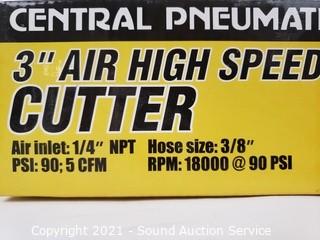 CENTRAL PNEUMATI
3" AIR HIGH SPEED
CUTTER
Air inlet: 1/4" NPT Hose size: 3/8"
PSI: 90; 5 CFM RPM: 18000 @ 90 PSI
Copyright 2021 - Sound Auction Service